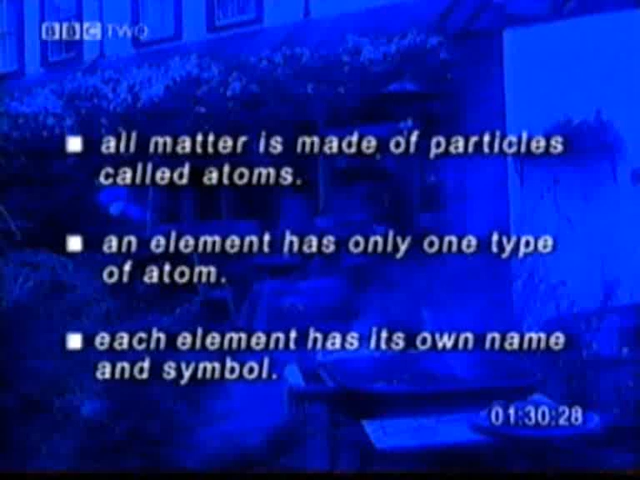 BBC TWO
all matter is made of particles
called atoms.
an element has only one type
of atom.
each element has its own name
and symbol.
01:30:28